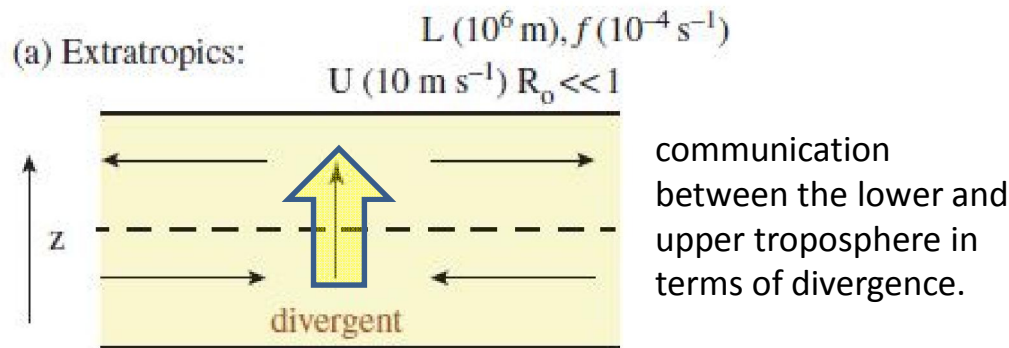 L (10⁶ m), f (10⁻⁴ s⁻¹)
(a) Extratropics:
U (10 m s⁻¹) Rₒ << 1
z
divergent
communication
between the lower and
upper troposphere in
terms of divergence.